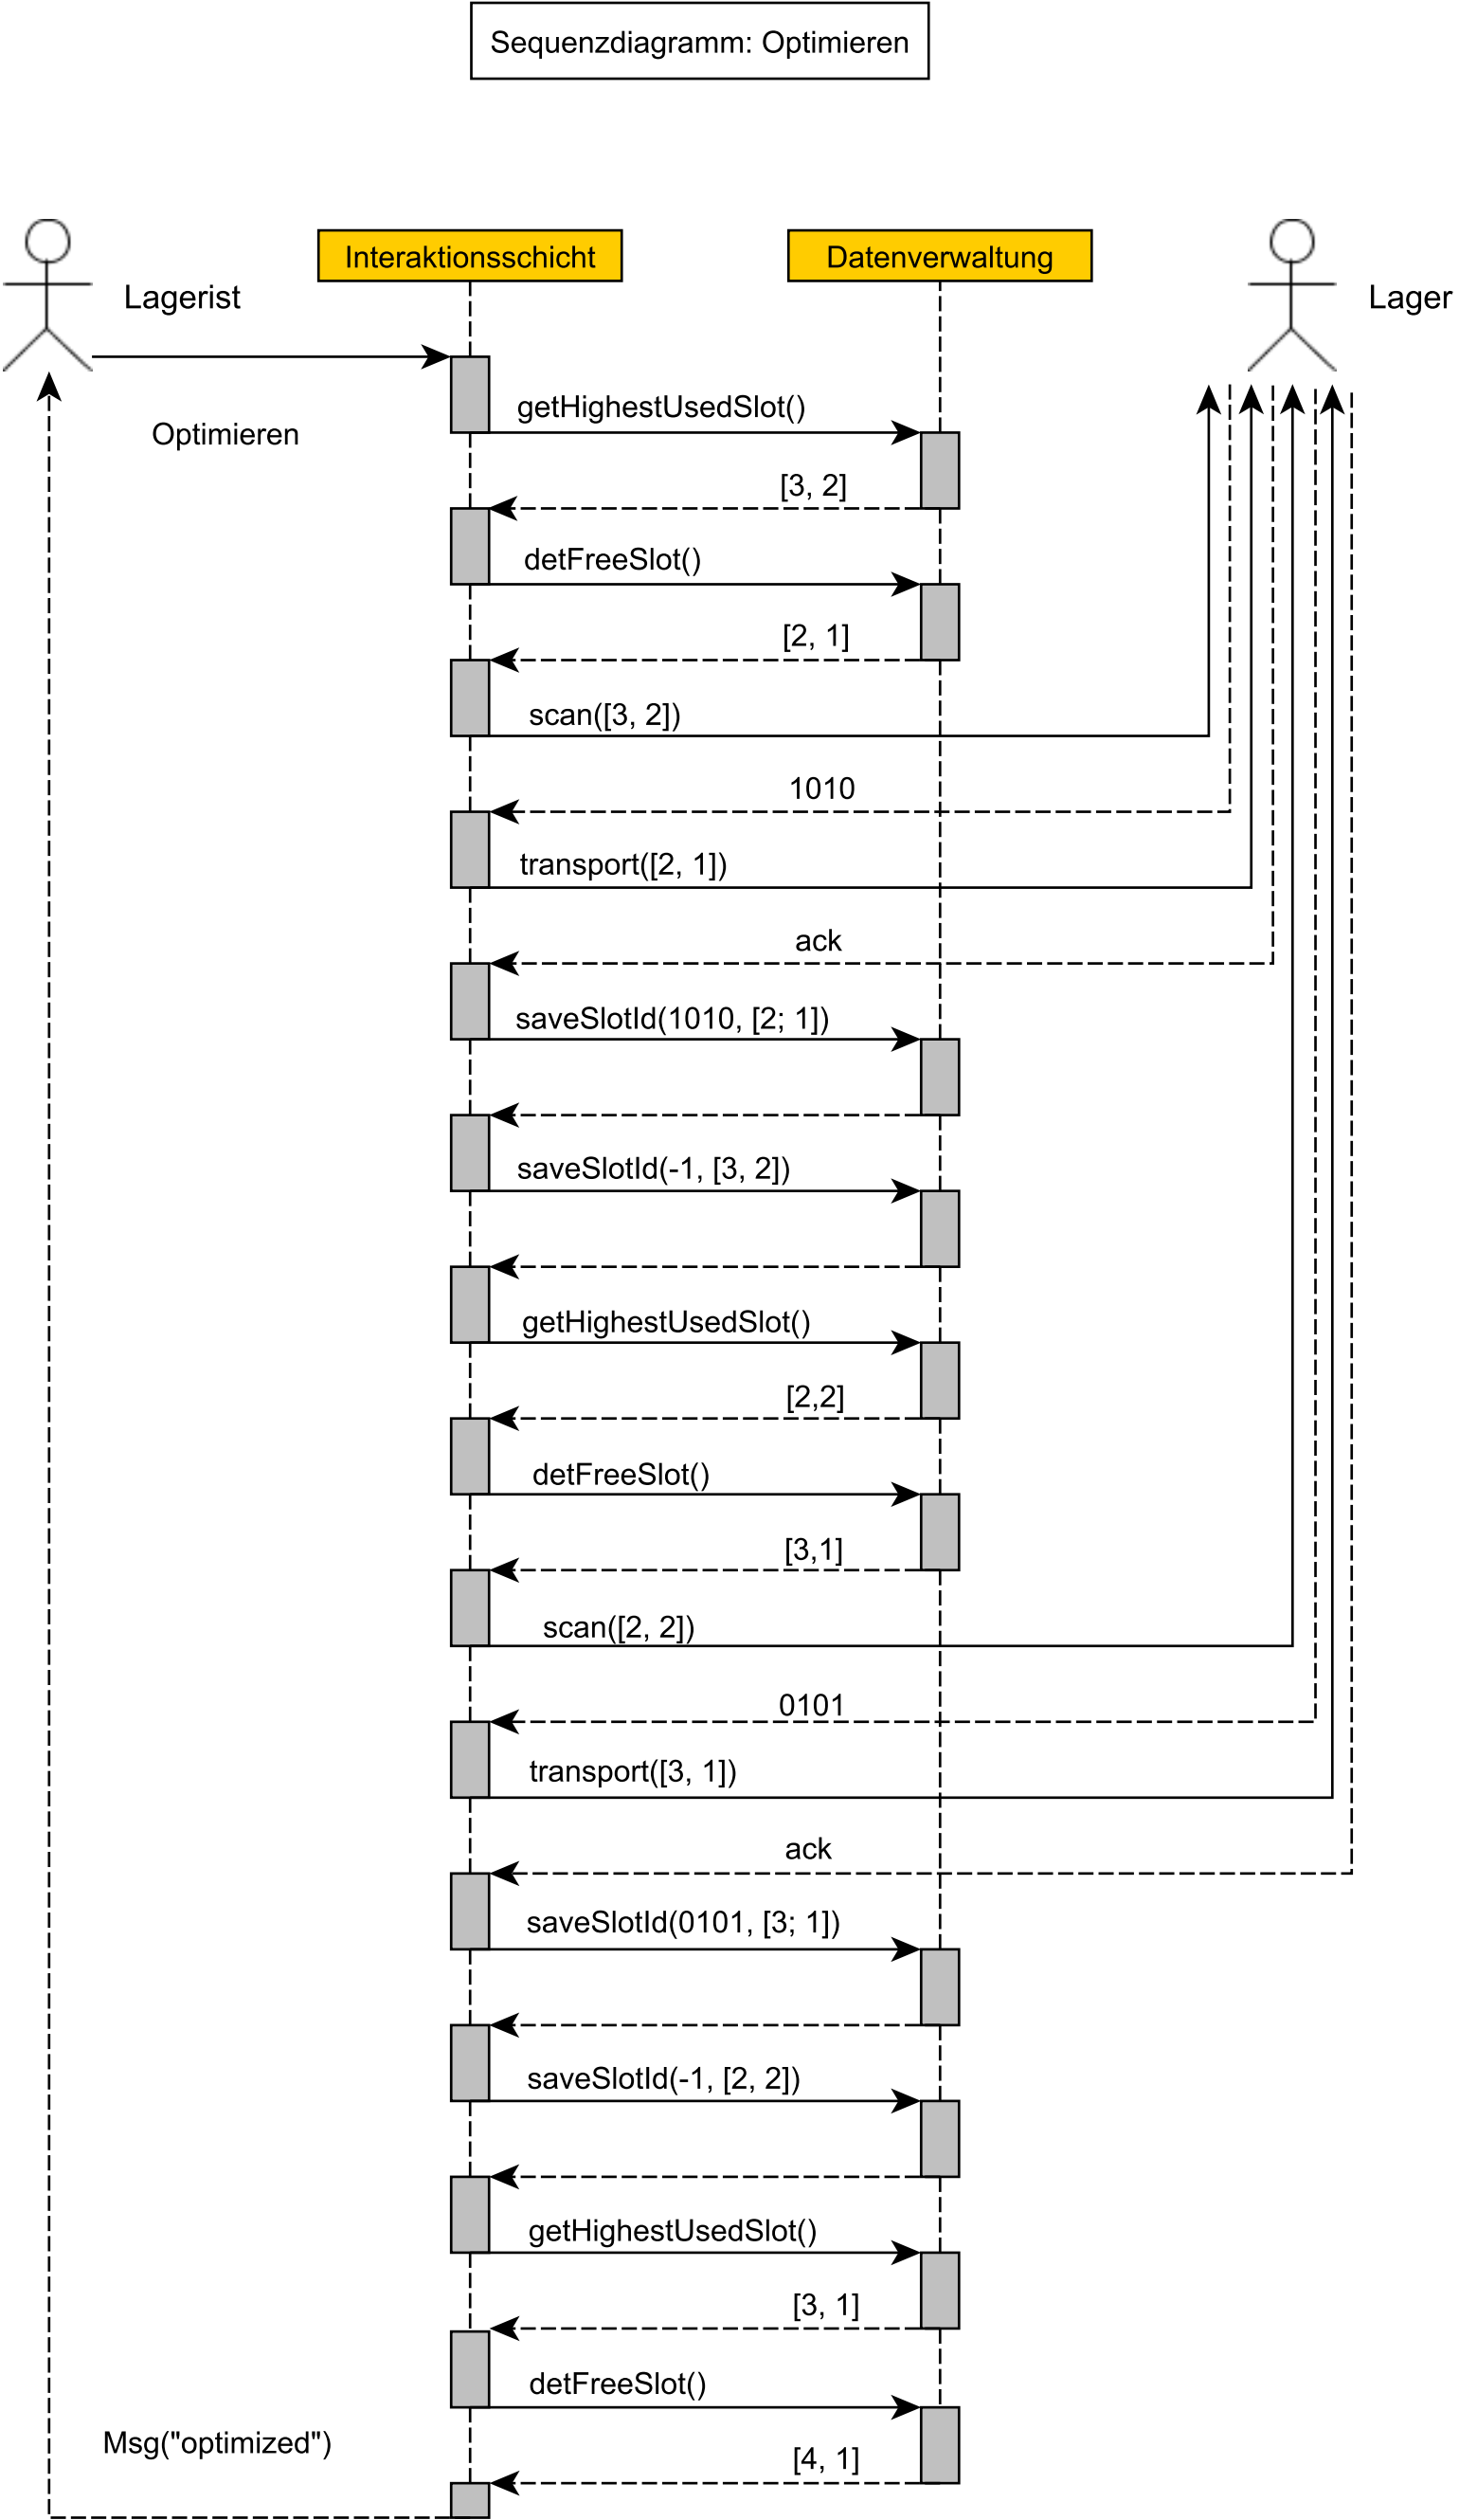 Sequenzdiagramm: Optimieren
Interaktionsschicht
Datenverwaltung
Lagerist
Lager
getHighestUsedSlot()
Optimieren
[3, 2]
detFreeSlot()
[2, 1]
scan([3, 2])
1010
transport([2, 1])
ack
saveSlotId(1010, [2; 1])
saveSlotId(-1, [3, 2])
getHighestUsedSlot()
[2,2]
detFreeSlot()
[3,1]
scan([2, 2])
0101
transport([3, 1])
ack
saveSlotId(0101, [3; 1])
saveSlotId(-1, [2, 2])
getHighestUsedSlot()
[3, 1]
detFreeSlot()
Msg("optimized")
[4, 1]